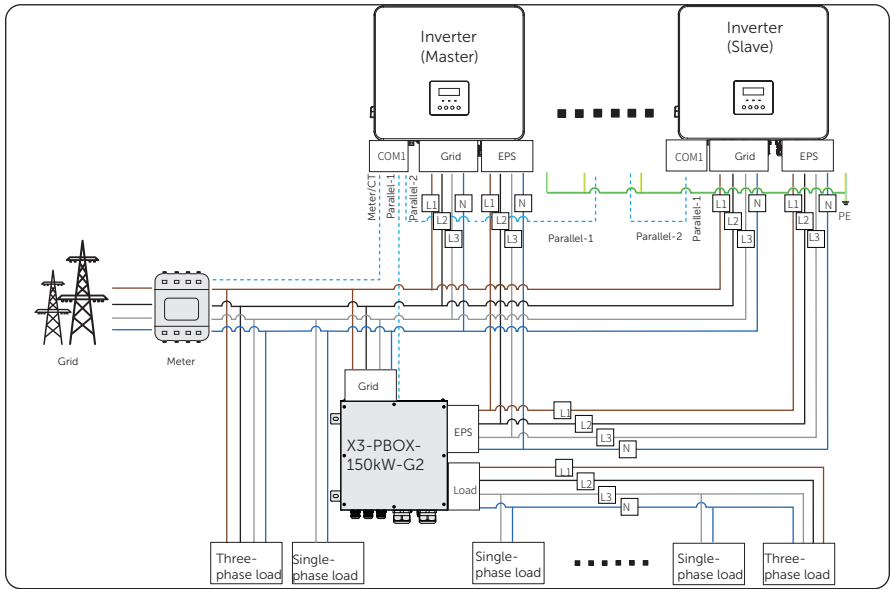 Inverter
(Master)
Inverter
(Slave)
COM1
Grid
EPS
COM1
Grid
EPS
Meter/CT
Parallel-1
Parallel-2
L1
L2
L3
N
L1
L2
L3
N
Parallel-1
Parallel-2
Parallel-1
L1
L2
L3
N
L1
L2
L3
N
PE
Grid
Meter
Grid
X3-PBOX-
150kW-G2
EPS
L1
L2
L3
N
Load
L1
L2
L3
N
Three-
phase load
Single-
phase load
Single-
phase load
Single-
phase load
Three-
phase load